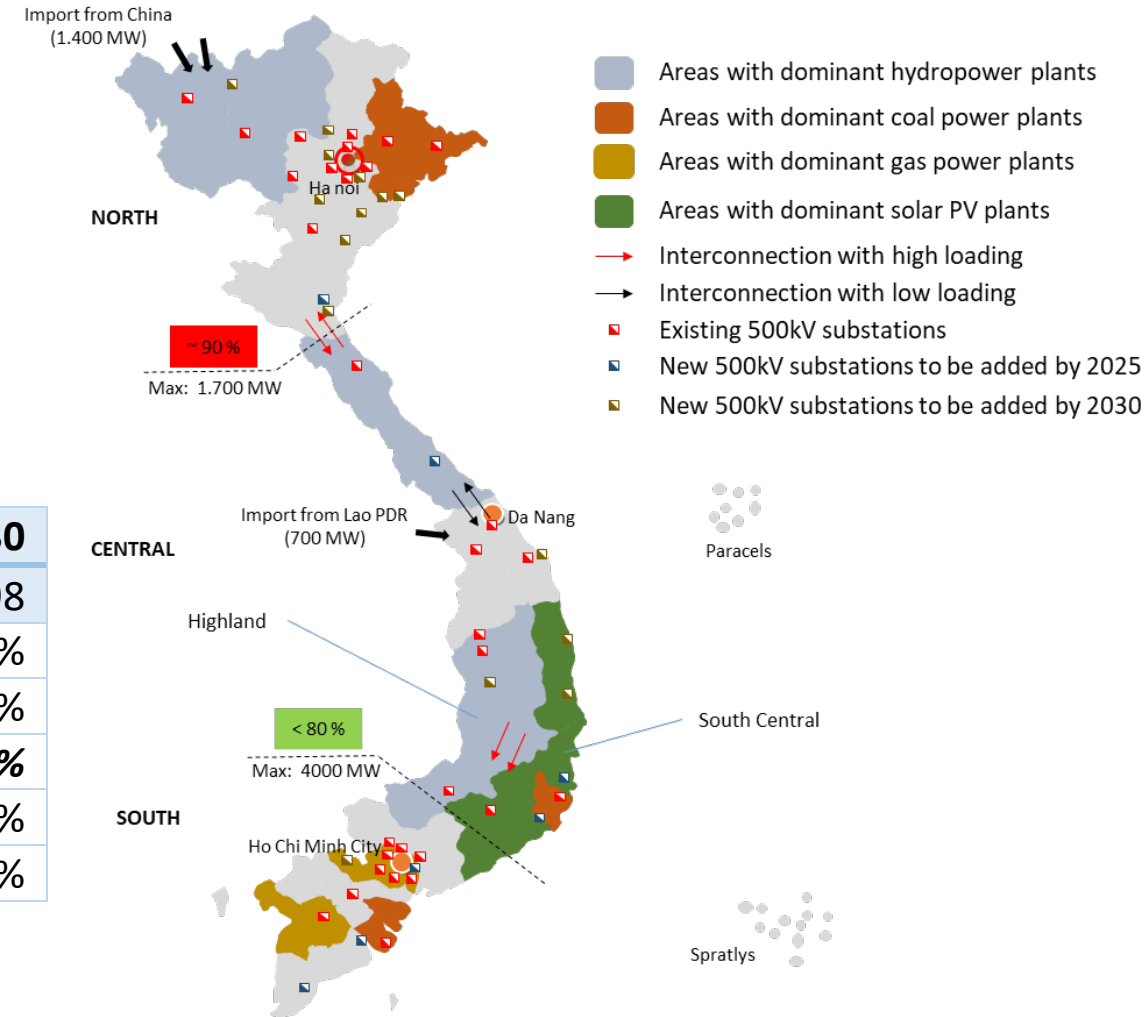 Import from China
(1.400 MW)
Areas with dominant hydropower plants
Areas with dominant coal power plants
Areas with dominant gas power plants
Areas with dominant solar PV plants
Interconnection with high loading
Interconnection with low loading
Existing 500kV substations
New 500kV substations to be added by 2025
New 500kV substations to be added by 2030
Ha noi
NORTH
~ 90 %
Max: 1.700 MW
Import from Lao PDR
(700 MW)
Da Nang
CENTRAL
Paracels
Highland
< 80 %
South Central
Max: 4000 MW
SOUTH
Ho Chi Minh City
Spratlys
0
8
%
%
%
%
%